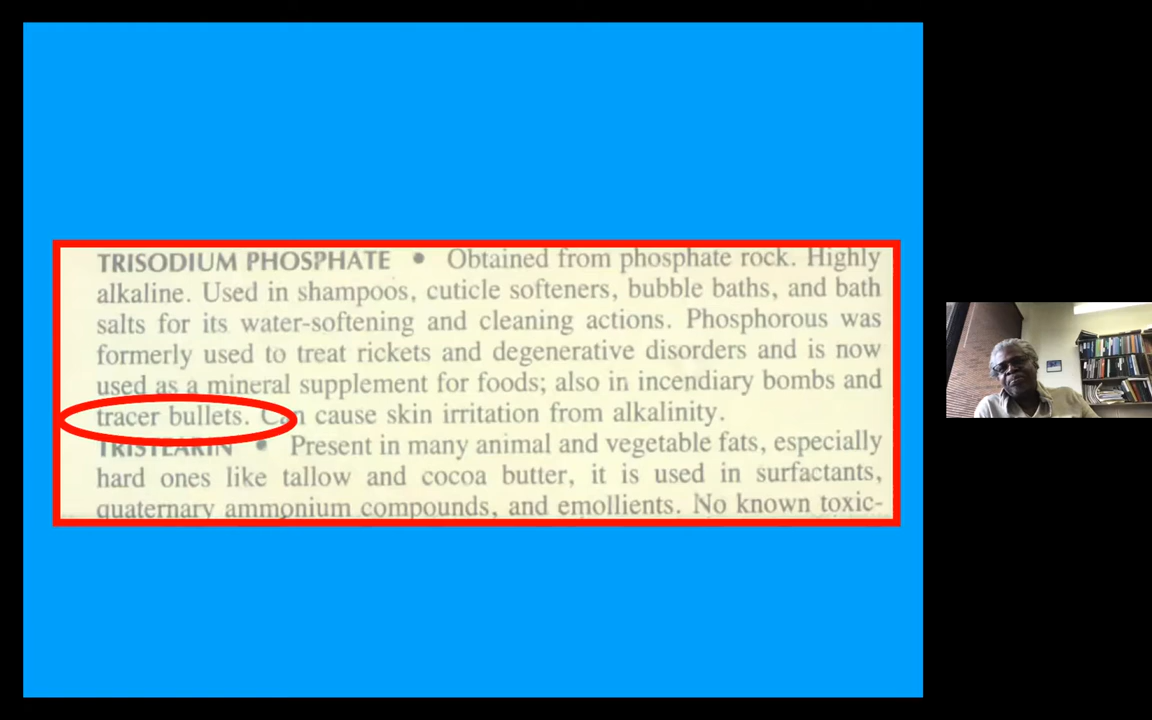 TRISODIUM PHOSPHATE • Obtained from phosphate rock. Highly
alkaline. Used in shampoos, cuticle softeners, bubble baths, and bath
salts for its water-softening and cleaning actions. Phosphorous was
formerly used to treat rickets and degenerative disorders and is now
used as a mineral supplement for foods; also in incendiary bombs and
tracer bullets. Can cause skin irritation from alkalinity.
TRISTEARIN • Present in many animal and vegetable fats, especially
hard ones like tallow and cocoa butter, it is used in surfactants,
quaternary ammonium compounds, and emollients. No known toxic-